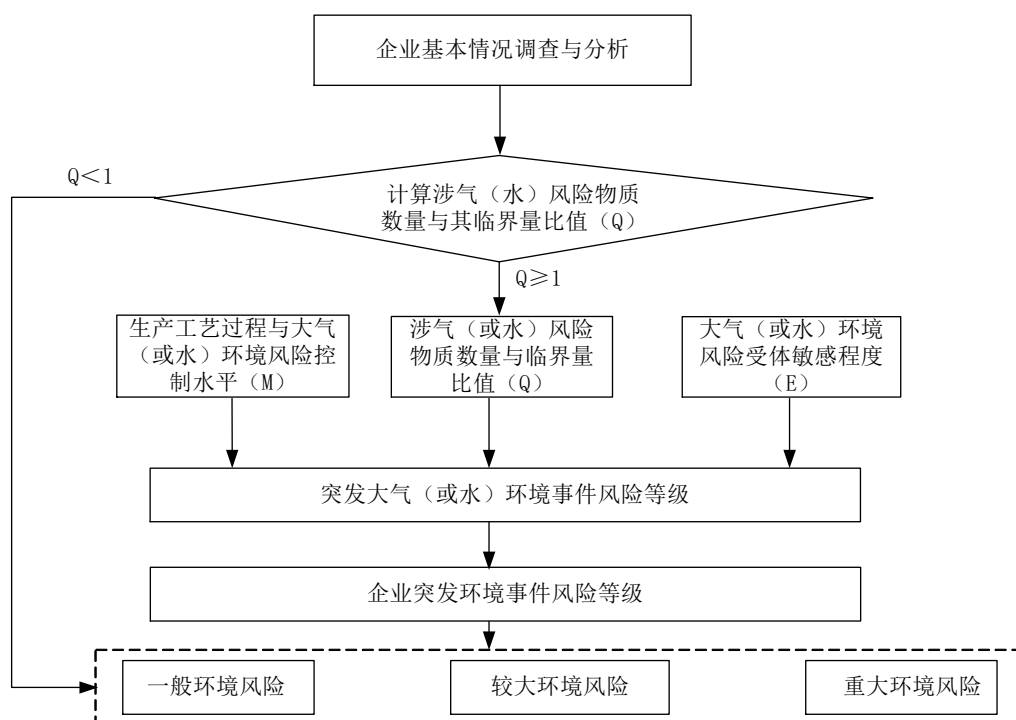 企业基本情况调查与分析
Q＜1
计算涉气（水）风险物质
数量与其临界量比值（Q）
Q≥1
生产工艺过程与大气
（或水）环境风险控
制水平（M）
涉气（或水）风险
物质数量与临界量
比值（Q）
大气（或水）环境
风险受体敏感程度
（E）
突发大气（或水）环境事件风险等级
企业突发环境事件风险等级
一般环境风险
较大环境风险
重大环境风险